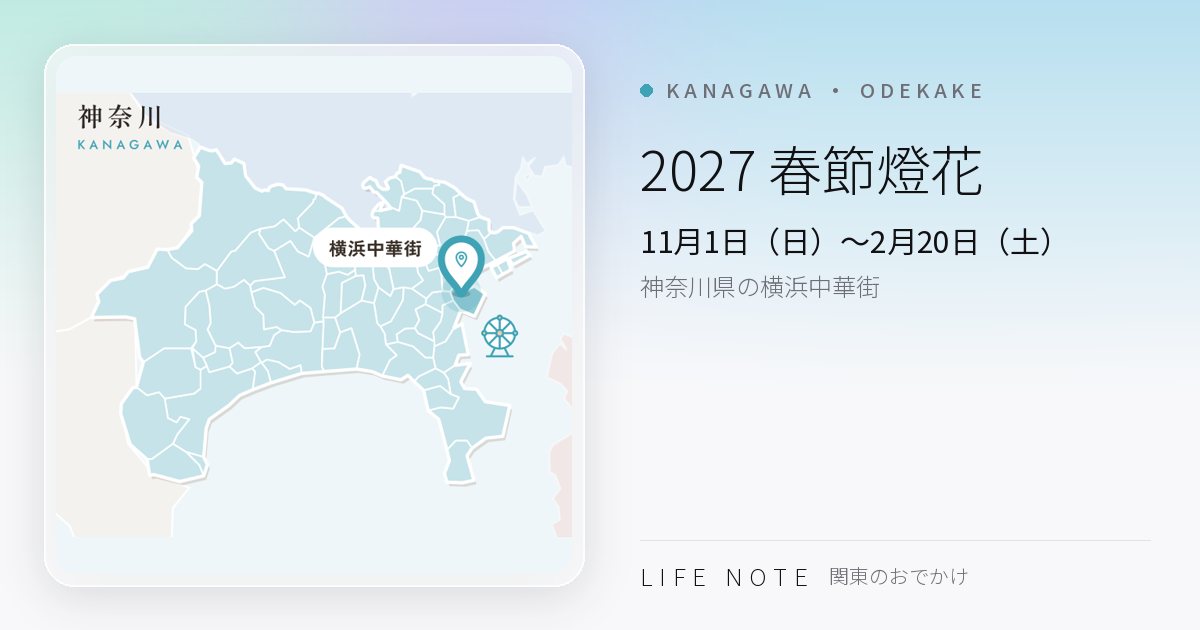 神奈川
KANAGAWA
横浜中華街
KANAGAWA • ODEKAKE
2027 春節燈花
11月1日（日）〜2月20日（土）
神奈川県の横浜中華街
LIFE NOTE 関東のおでかけ